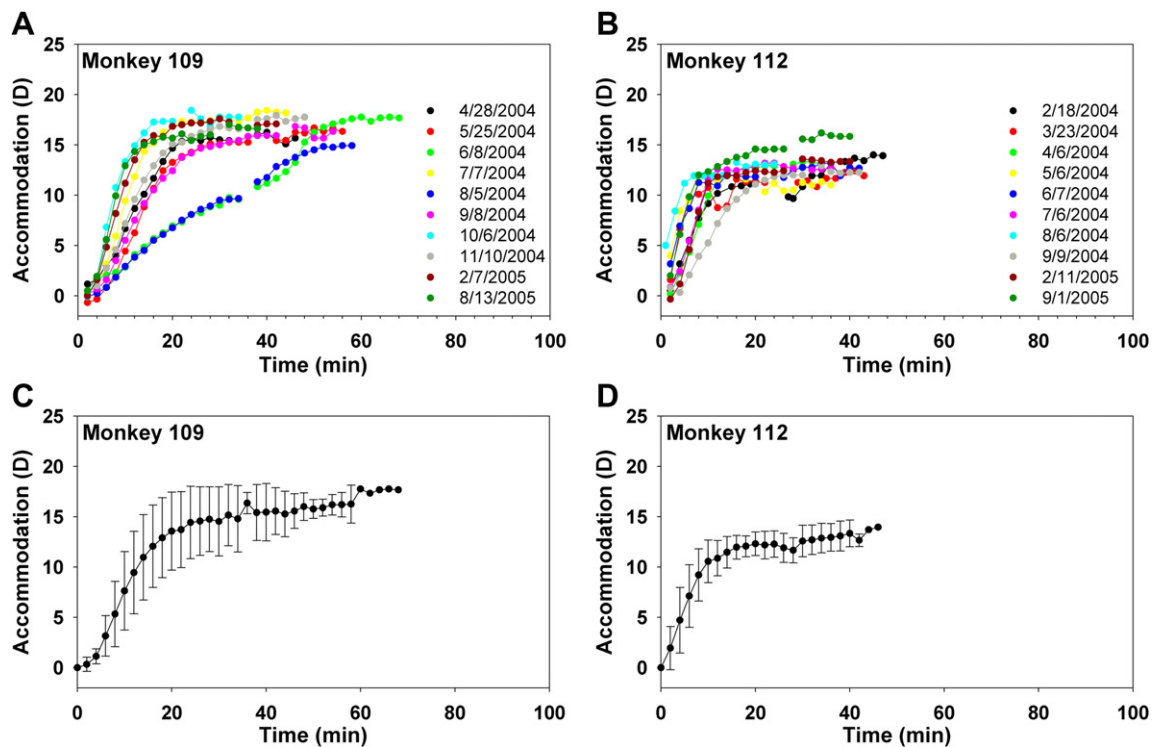 A
B
Monkey 109
Monkey 112
Accommodation (D)
25
20
15
10
5
0
4/28/2004
5/25/2004
6/8/2004
7/7/2004
8/5/2004
9/8/2004
10/6/2004
11/10/2004
2/7/2005
8/13/2005
0 20 40 60 80 100
Time (min)
Accommodation (D)
25
20
15
10
5
0
2/18/2004
3/23/2004
4/6/2004
5/6/2004
6/7/2004
7/6/2004
8/6/2004
9/9/2004
2/11/2005
9/1/2005
0 20 40 60 80 100
Time (min)
C
D
Monkey 109
Monkey 112
Accommodation (D)
25
20
15
10
5
0
0 20 40 60 80 100
Time (min)
Accommodation (D)
25
20
15
10
5
0
0 20 40 60 80 100
Time (min)